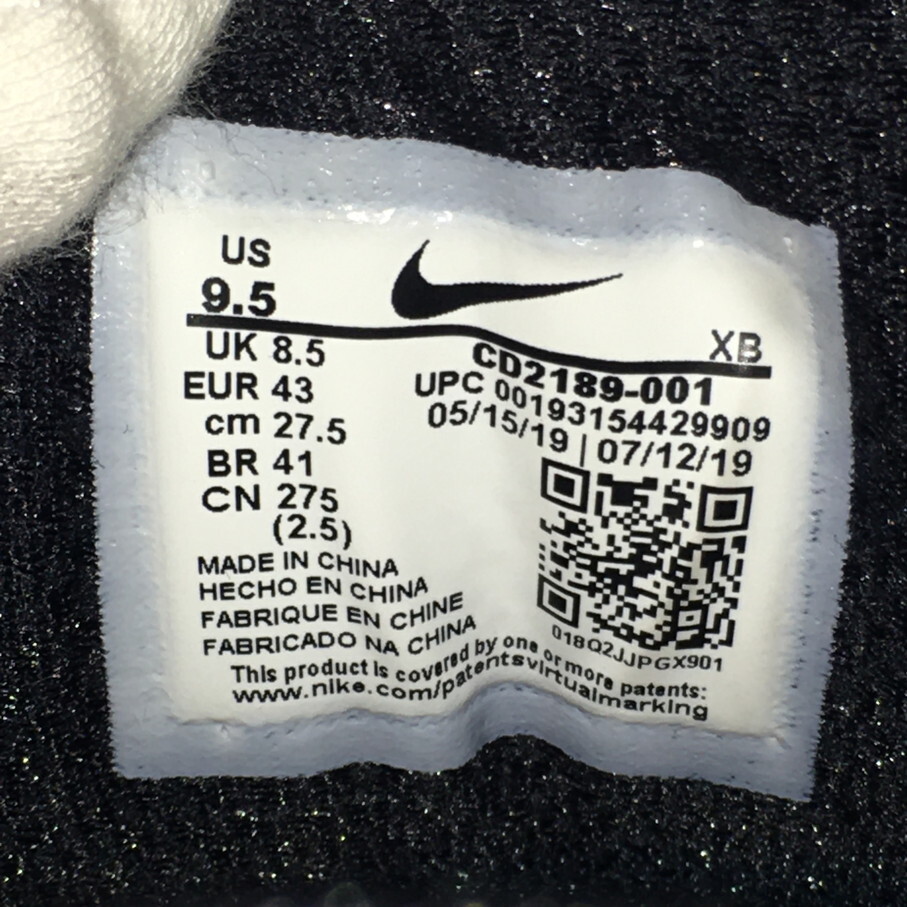 US
9.5
XB
UK 8.5
EUR 43
cm 27.5
BR 41
CN 275
(2.5)
CD2189-001
UPC 00193154429909
05/15/19 | 07/12/19
MADE IN CHINA
HECHO EN CHINA
FABRIQUE EN CHINE
FABRICADO NA CHINA
018Q2JJPGX901
This product is covered by one or more patents:
www.nike.com/patentsvirtualmarking